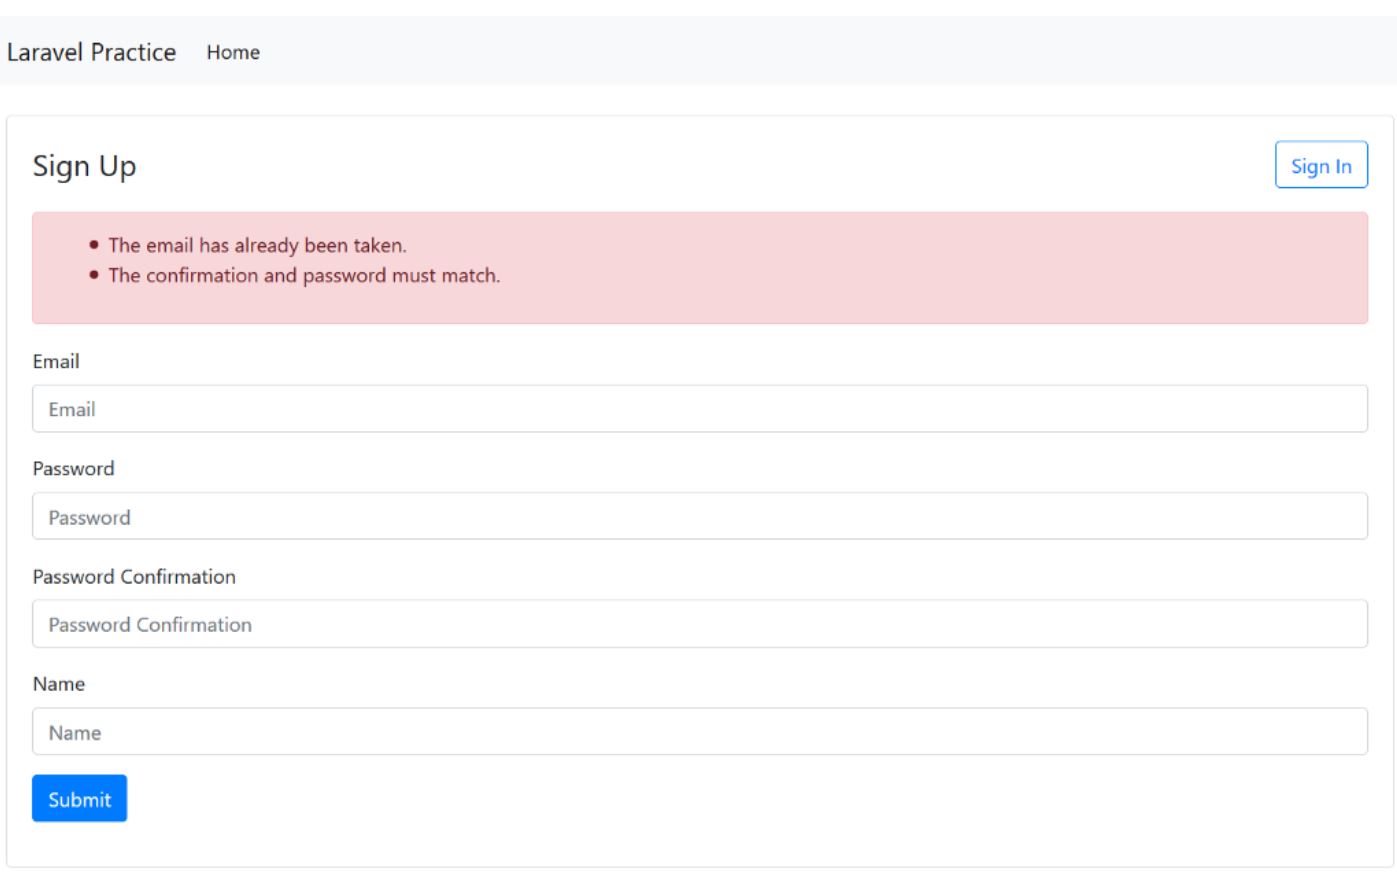 Laravel Practice Home
Sign Up Sign In
The email has already been taken.
The confirmation and password must match.
Email
Email
Password
Password
Password Confirmation
Password Confirmation
Name
Name
Submit